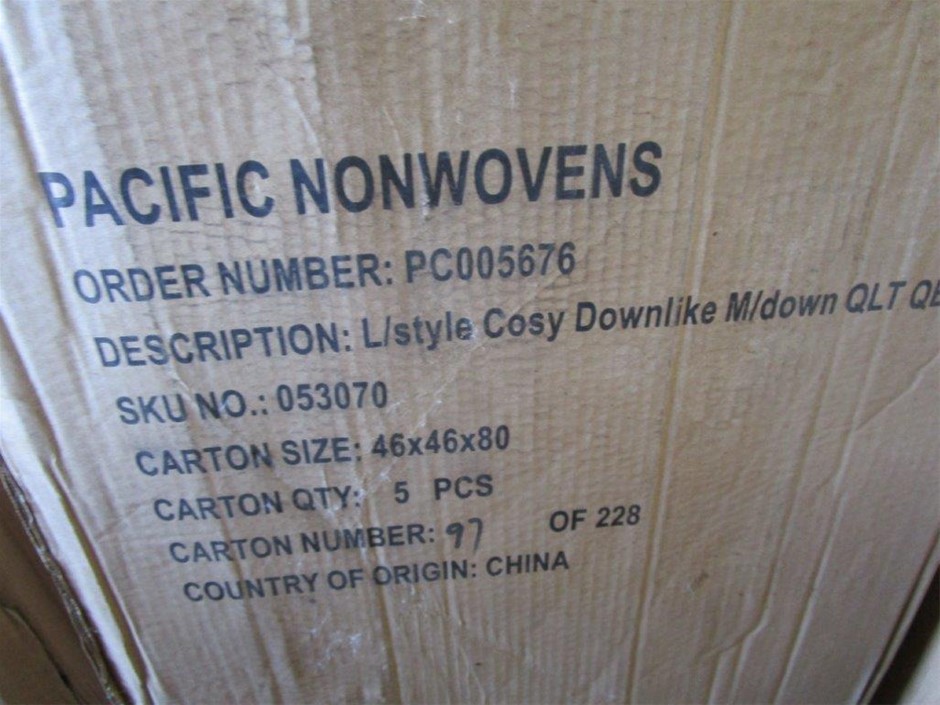 PACIFIC NONWOVENS
ORDER NUMBER: PC005676
DESCRIPTION: L/style Cosy Downlike M/down QLT
SKU NO.: 053070
CARTON SIZE: 46x46x80
CARTON QTY: 5 PCS
CARTON NUMBER: 97 OF 228
COUNTRY OF ORIGIN: CHINA